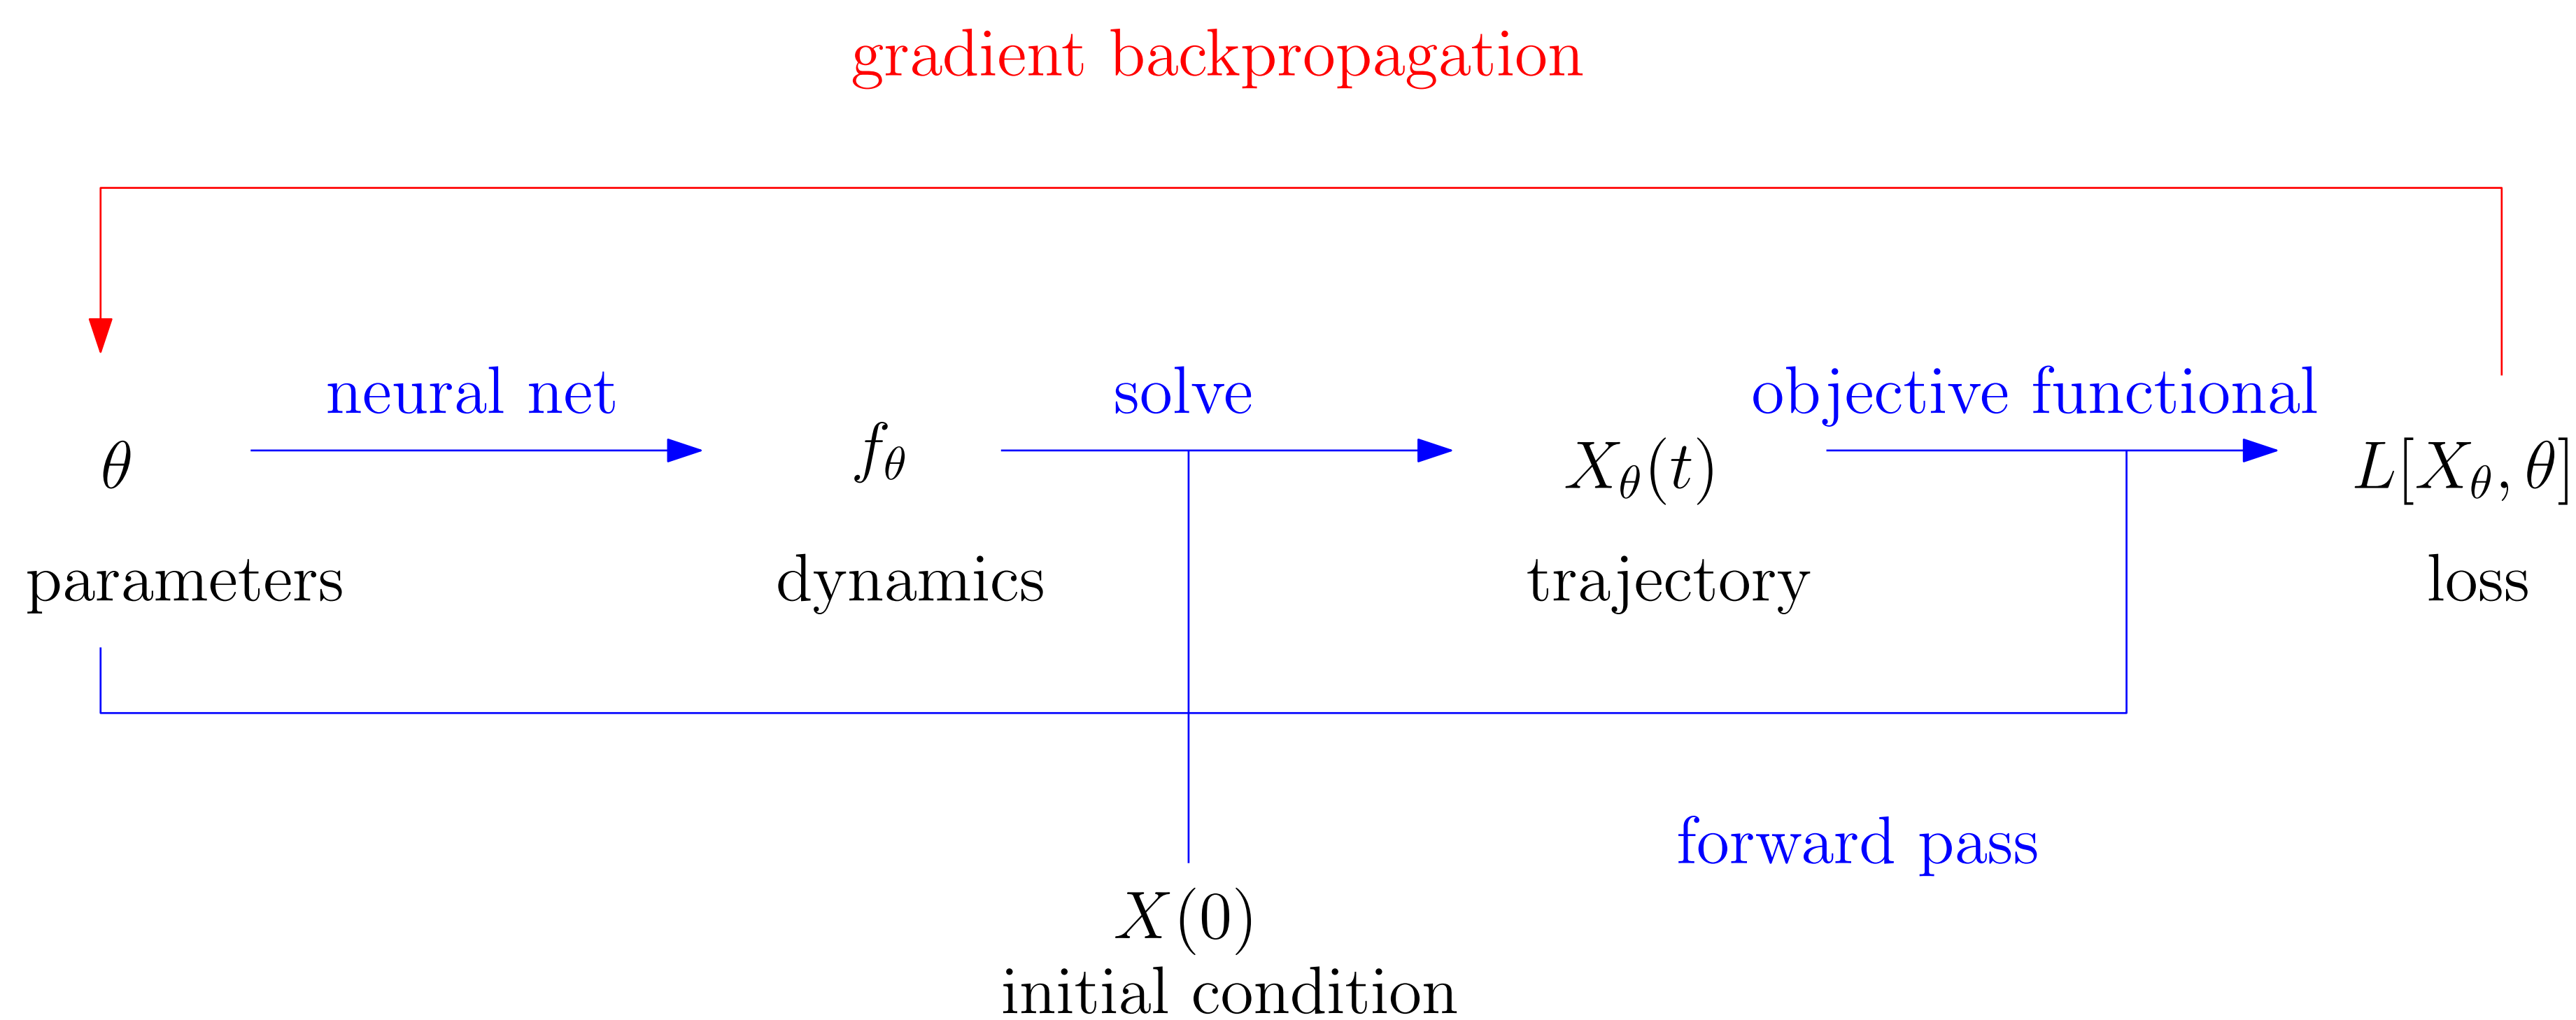 gradient backpropagation
neural net
solve
objective functional
θ
f_θ
X_θ(t)
L[X_θ, θ]
parameters
dynamics
trajectory
loss
forward pass
X(0)
initial condition